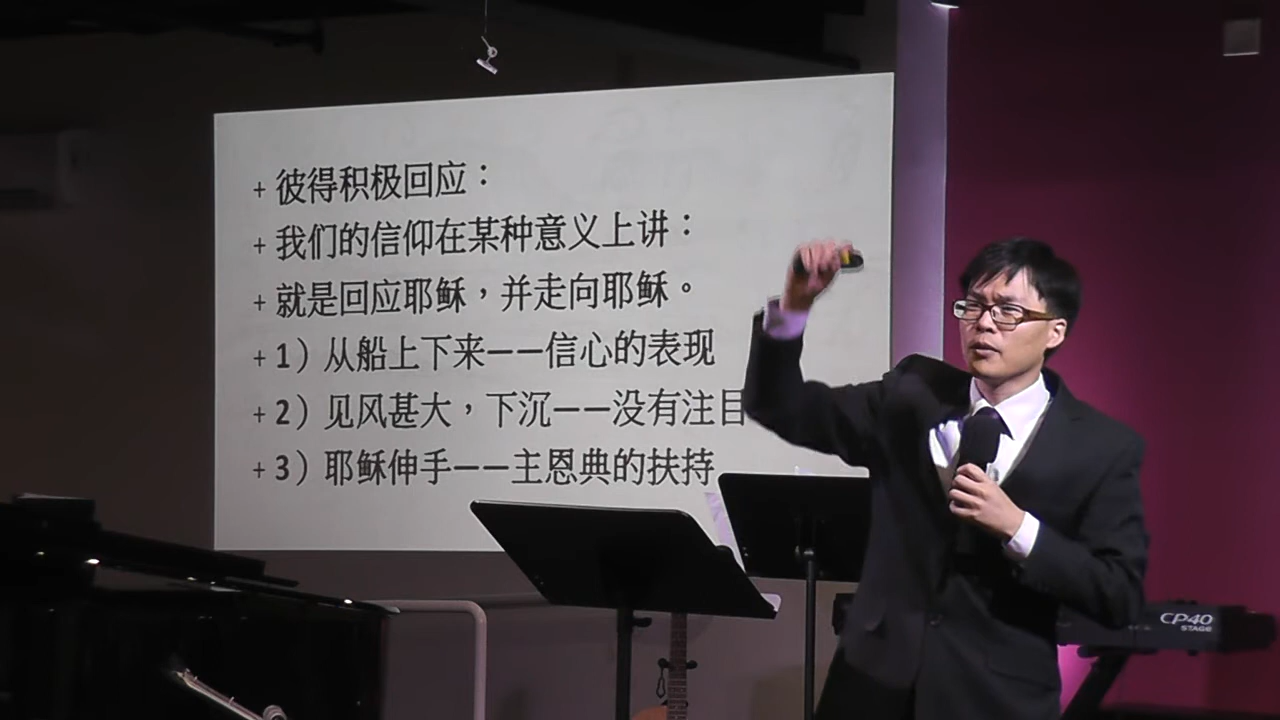 + 彼得积极回应：
+ 我们的信仰在某种意义上讲：
+ 就是回应耶稣，并走向耶稣。
+ 1）从船上下来——信心的表现
+ 2）见风甚大，下沉——没有注目
+ 3）耶稣伸手——主恩典的扶持
CP40
STAGE